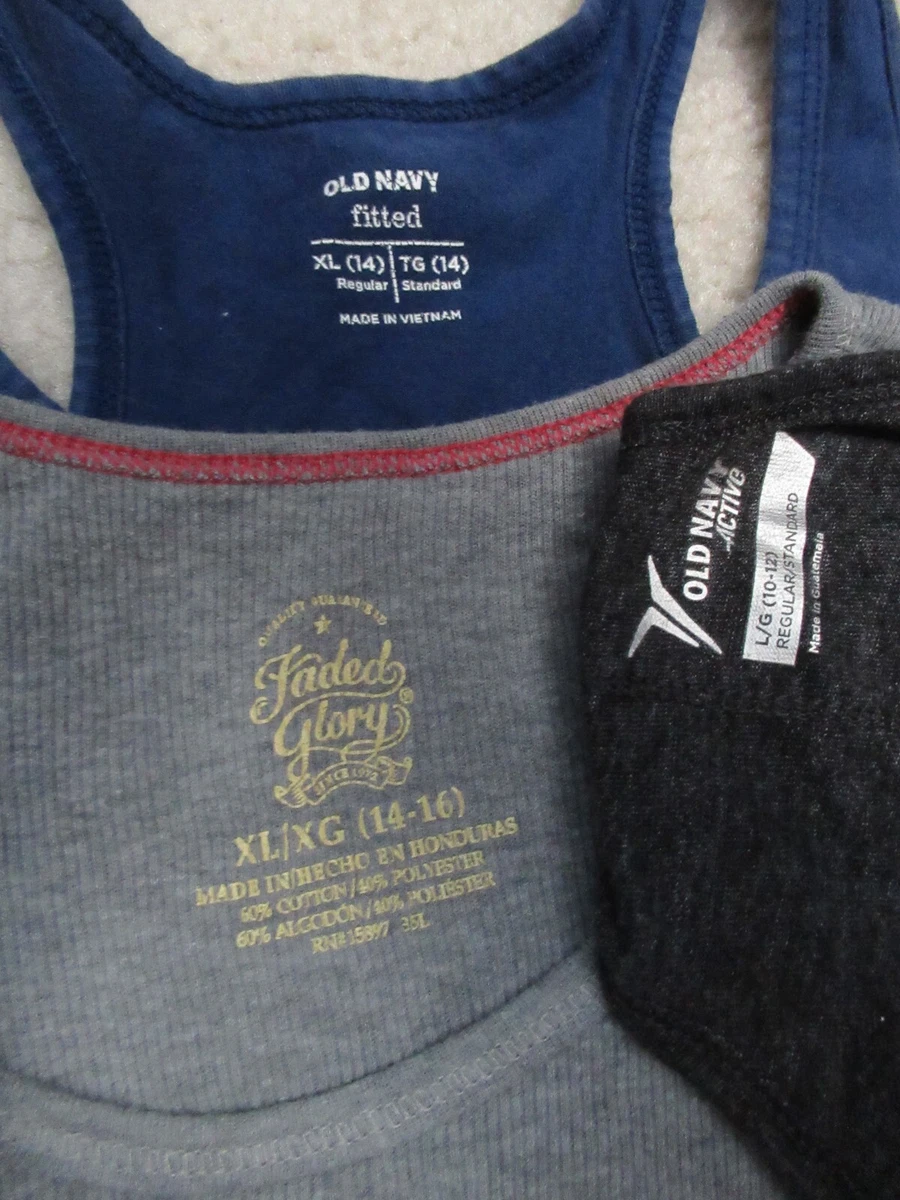 OLD NAVY
fitted
XL (14) TG (14)
Regular Standard
MADE IN VIETNAM
OLD NAVY
ACTIVE
L/G (10-12)
REGULAR/STANDARD
Made in Guatemala
QUALITY GUARANTEED
Faded
Glory®
SINCE 1972
XL/XG (14-16)
MADE IN/HECHO EN HONDURAS
60% COTTON/40% POLYESTER
60% ALGODÓN/40% POLIÉSTER
RN# 15897 35L